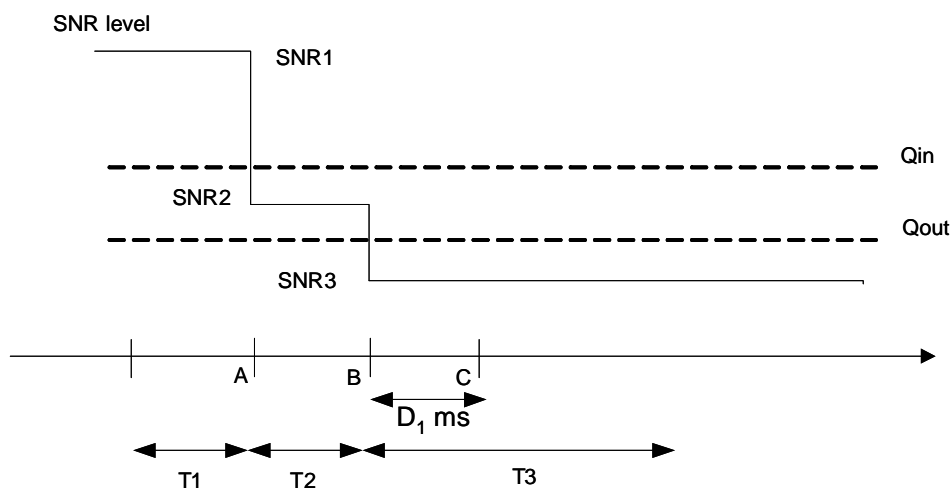 SNR level
SNR1
Qin
SNR2
Qout
SNR3
A
B
C
D1 ms
T1
T2
T3